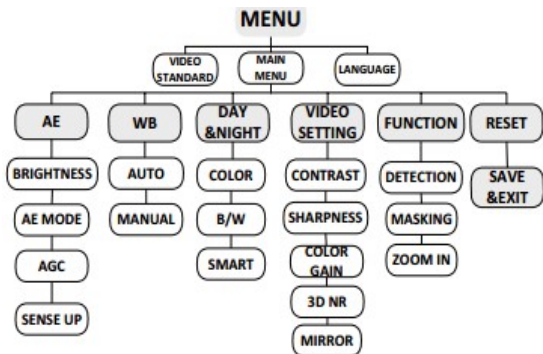 MENU
VIDEO
STANDARD
MAIN
MENU
LANGUAGE
AE
WB
DAY
&NIGHT
VIDEO
SETTING
FUNCTION
RESET
BRIGHTNESS
AUTO
COLOR
CONTRAST
DETECTION
SAVE
&EXIT
AE MODE
MANUAL
B/W
SHARPNESS
MASKING
AGC
SMART
COLOR
GAIN
ZOOM IN
SENSE UP
3D NR
MIRROR